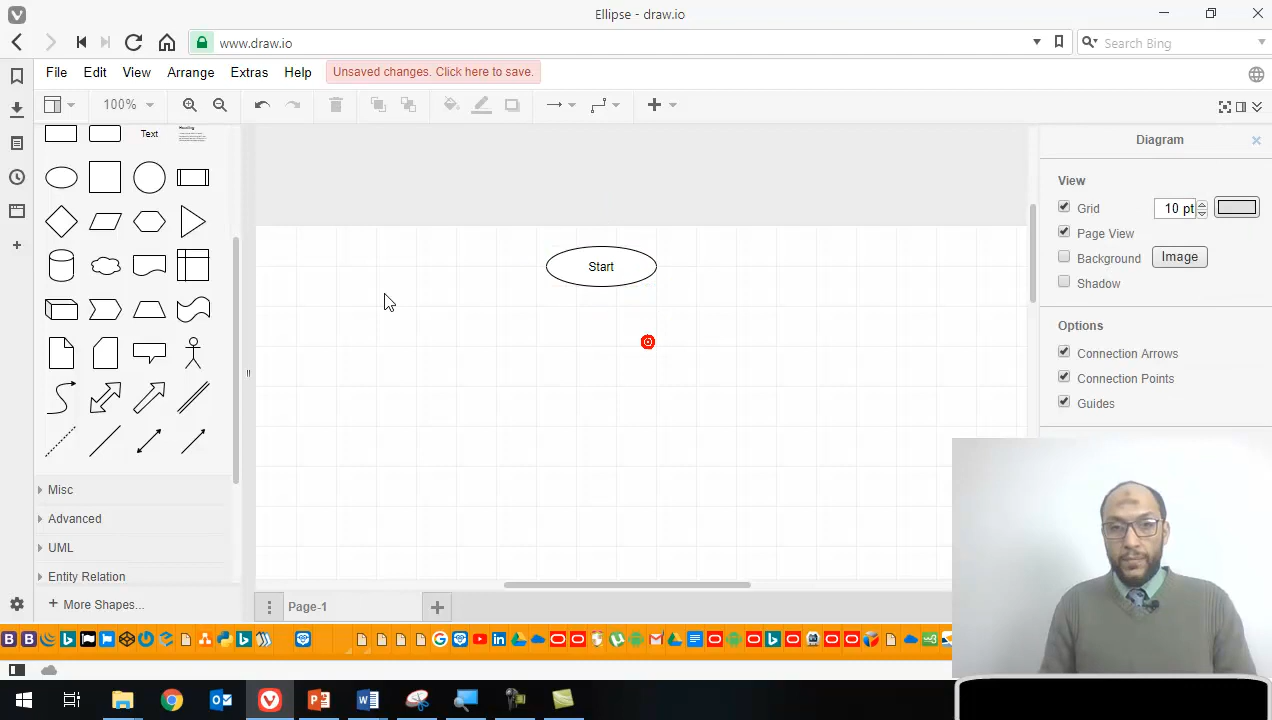 Ellipse - draw.io
www.draw.io
Search Bing
File Edit View Arrange Extras Help Unsaved changes. Click here to save.
100%
Text
Diagram
View
Grid 10 pt
Page View
Background Image
Shadow
Start
Options
Connection Arrows
Connection Points
Guides
Misc
Advanced
UML
Entity Relation
+ More Shapes...
Page-1